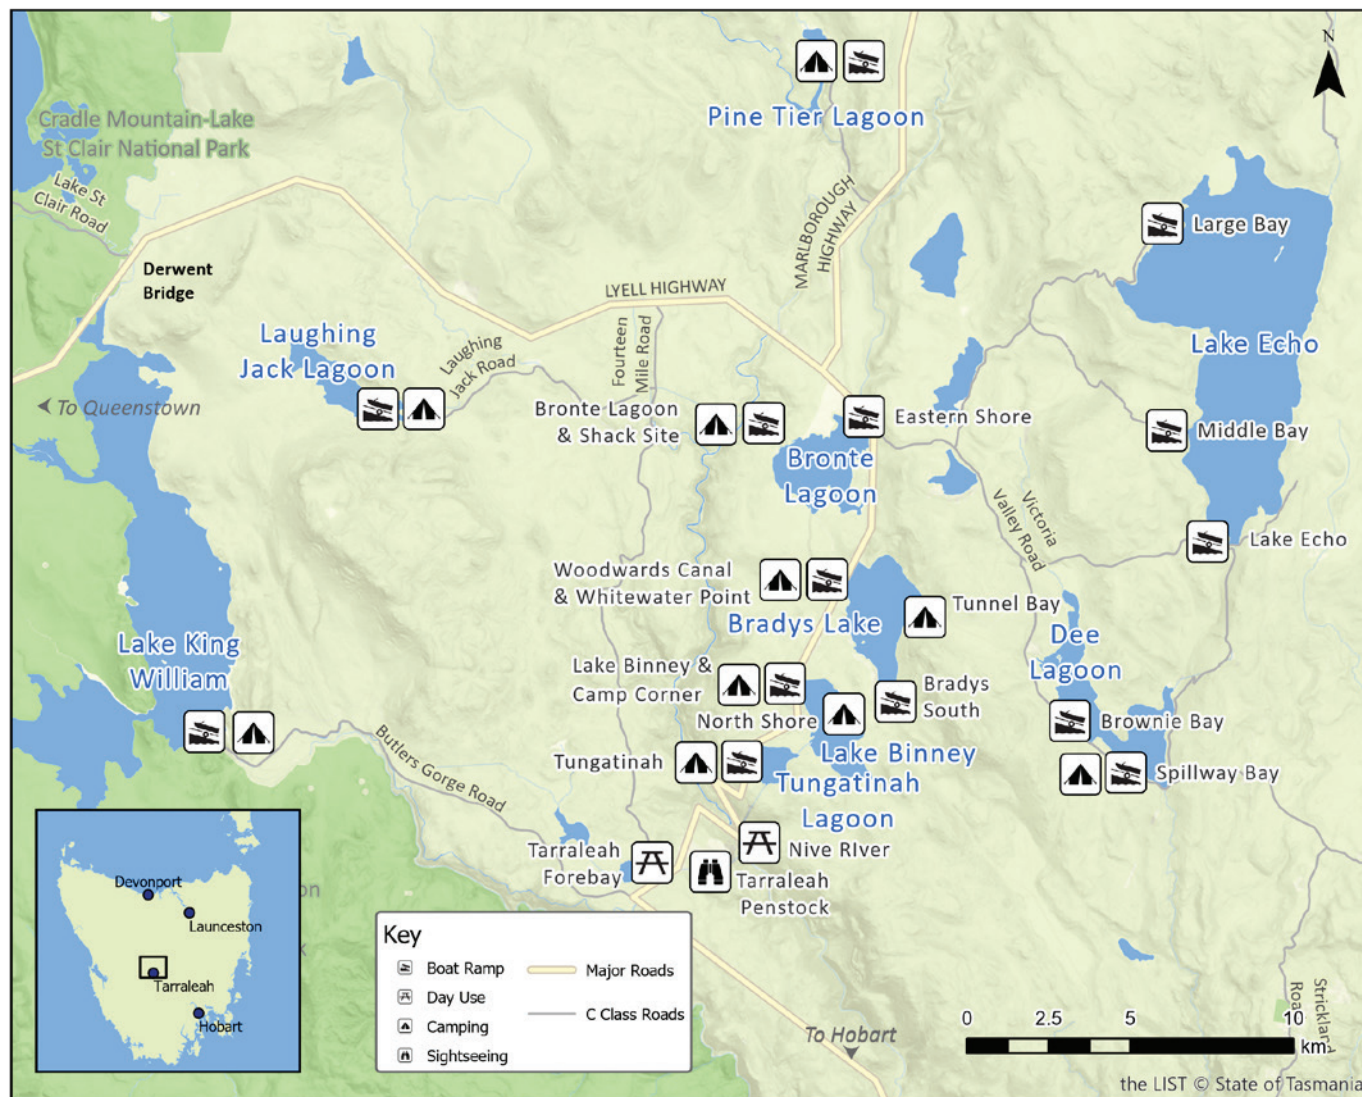 N
Pine Tier Lagoon
Cradle Mountain-Lake
St Clair National Park
Lake St
Clair Road
MARLBOROUGH
HIGHWAY
Large Bay
Derwent
Bridge
LYELL HIGHWAY
Laughing
Jack Lagoon
Laughing
Jack Road
Fourteen
Mile Road
Lake Echo
To Queenstown
Bronte Lagoon
& Shack Site
Eastern Shore
Middle Bay
Bronte
Lagoon
Victoria
Valley Road
Lake Echo
Woodwards Canal
& Whitewater Point
Tunnel Bay
Bradys Lake
Dee
Lagoon
Lake King
William
Lake Binney &
Camp Corner
Bradys
South
North Shore
Brownie Bay
Butlers Gorge Road
Lake Binney
Tungatinah
Tungatinah
Lagoon
Spillway Bay
Nive RIver
Tarraleah
Forebay
Tarraleah
Penstock
Devonport
Launceston
Tarraleah
Hobart
Key
Boat Ramp
Day Use
Camping
Sightseeing
Major Roads
C Class Roads
To Hobart
Strickland
Road
0 2.5 5 10
km
the LIST © State of Tasmania